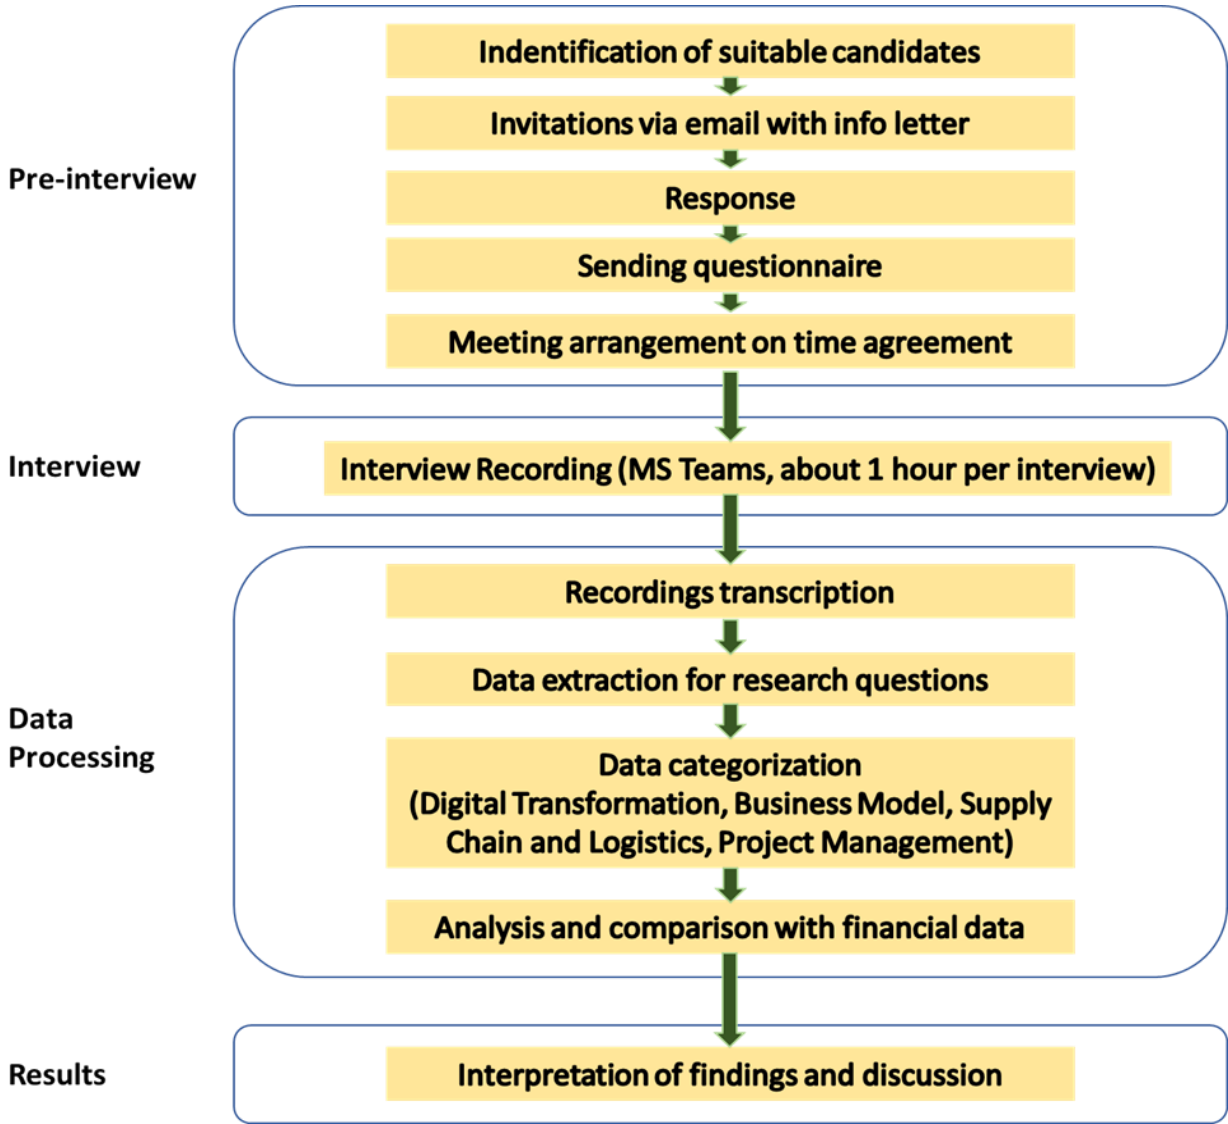 Pre-interview
Indentification of suitable candidates
Invitations via email with info letter
Response
Sending questionnaire
Meeting arrangement on time agreement
Interview
Interview Recording (MS Teams, about 1 hour per interview)
Data
Processing
Recordings transcription
Data extraction for research questions
Data categorization
(Digital Transformation, Business Model, Supply
Chain and Logistics, Project Management)
Analysis and comparison with financial data
Results
Interpretation of findings and discussion